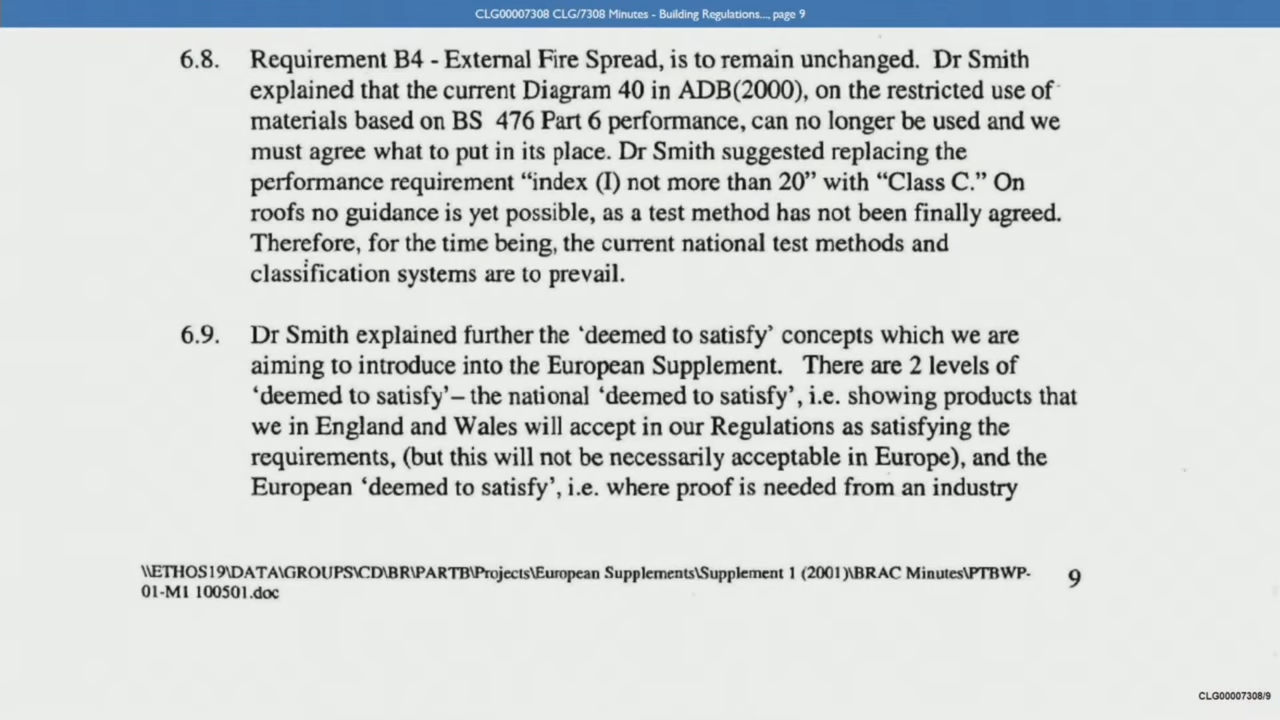 CLG00007308 CLG/7308 Minutes - Building Regulations..., page 9
6.8. Requirement B4 - External Fire Spread, is to remain unchanged. Dr Smith
explained that the current Diagram 40 in ADB(2000), on the restricted use of
materials based on BS 476 Part 6 performance, can no longer be used and we
must agree what to put in its place. Dr Smith suggested replacing the
performance requirement “index (I) not more than 20” with “Class C.” On
roofs no guidance is yet possible, as a test method has not been finally agreed.
Therefore, for the time being, the current national test methods and
classification systems are to prevail.
6.9. Dr Smith explained further the ‘deemed to satisfy’ concepts which we are
aiming to introduce into the European Supplement. There are 2 levels of
‘deemed to satisfy’– the national ‘deemed to satisfy’, i.e. showing products that
we in England and Wales will accept in our Regulations as satisfying the
requirements, (but this will not be necessarily acceptable in Europe), and the
European ‘deemed to satisfy’, i.e. where proof is needed from an industry
\\ETHOS19\DATA\GROUPS\CD\BR\PARTB\Projects\European Supplements\Supplement 1 (2001)\BRAC Minutes\PTBWP-
01-M1 100501.doc
9
CLG00007308/9